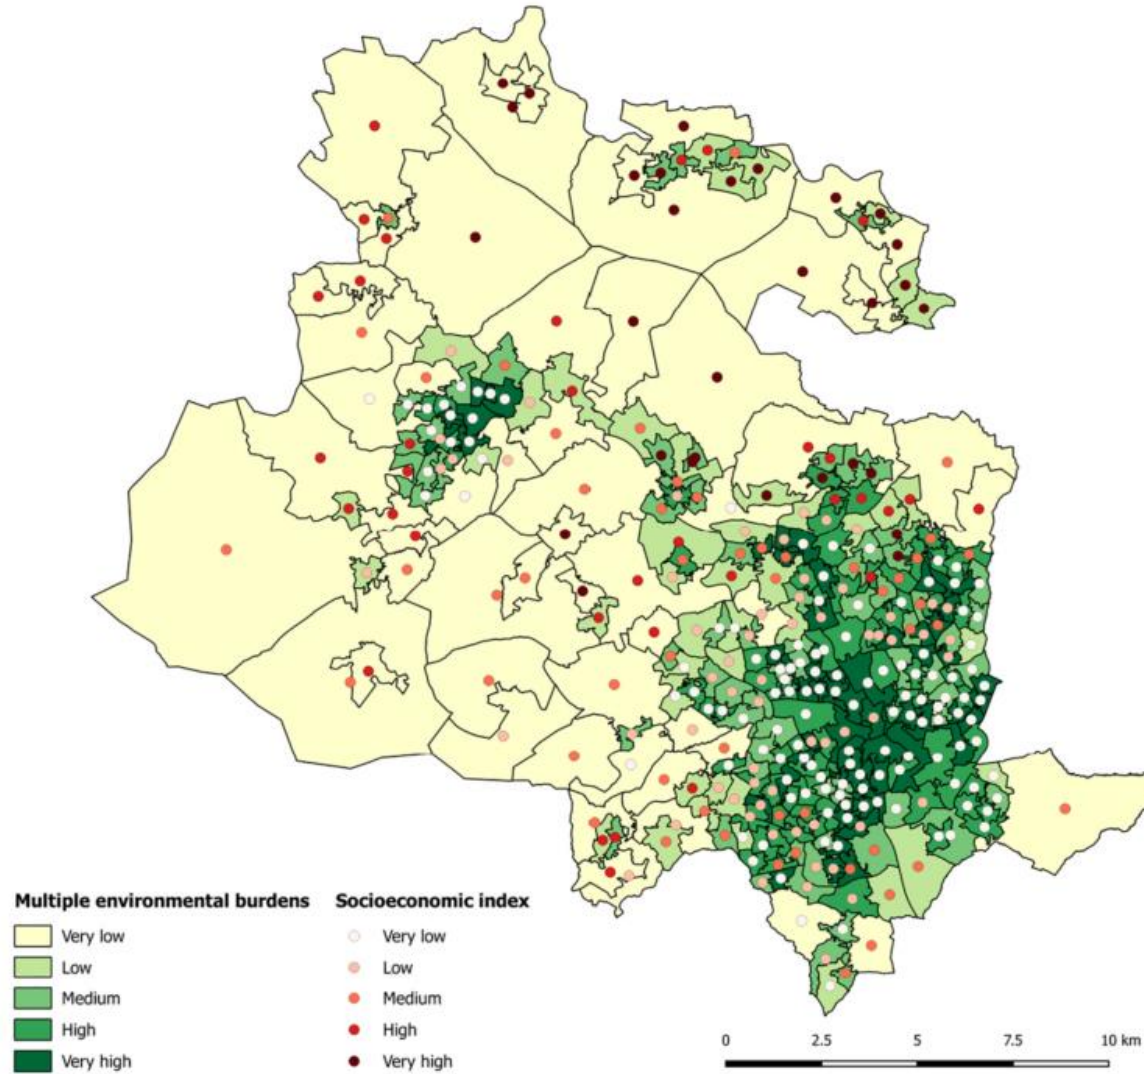 Multiple environmental burdens
Very low
Low
Medium
High
Very high
Socioeconomic index
Very low
Low
Medium
High
Very high
0 2.5 5 7.5 10 km